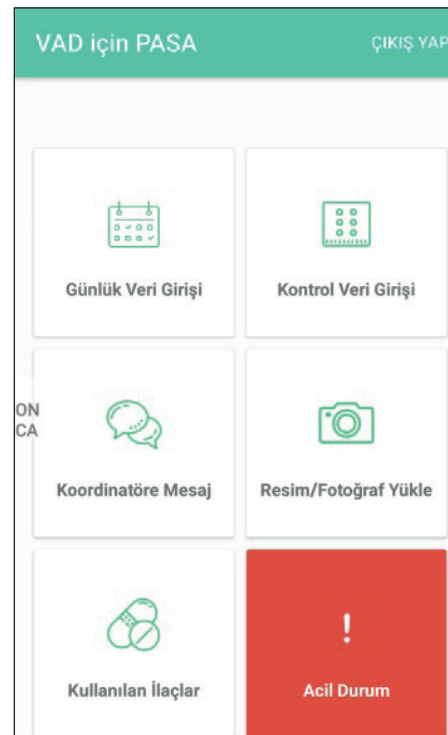 VAD için PASA
ÇIKIŞ YAP
Günlük Veri Girişi
Kontrol Veri Girişi
ON
CA
Koordinatöre Mesaj
Resim/Fotoğraf Yükle
Kullanılan İlaçlar
!
Acil Durum